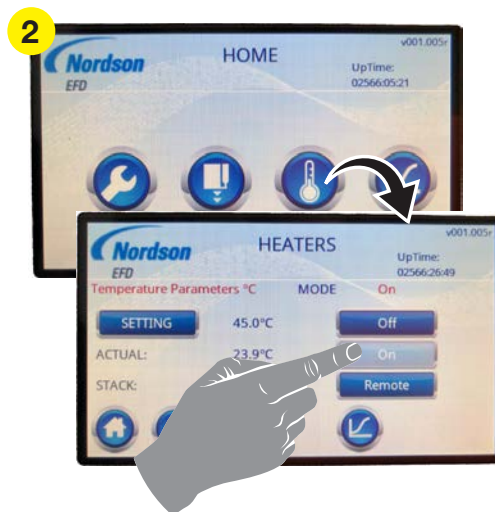 2
v001.005r
Nordson
EFD
HOME
UpTime:
02566:05:21
v001.005r
Nordson
EFD
HEATERS
UpTime:
02566:26:49
Temperature Parameters °C MODE On
SETTING 45.0°C Off
ACTUAL: 23.9°C On
STACK: Remote